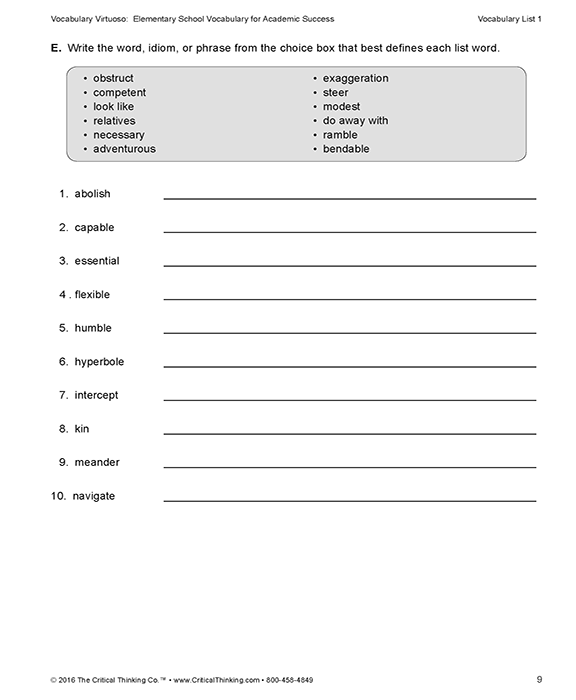 Vocabulary Virtuoso: Elementary School Vocabulary for Academic Success Vocabulary List 1
E. Write the word, idiom, or phrase from the choice box that best defines each list word.
• obstruct
• competent
• look like
• relatives
• necessary
• adventurous
• exaggeration
• steer
• modest
• do away with
• ramble
• bendable
1. abolish
2. capable
3. essential
4 . flexible
5. humble
6. hyperbole
7. intercept
8. kin
9. meander
10. navigate
© 2016 The Critical Thinking Co.™ • www.CriticalThinking.com • 800-458-4849 9